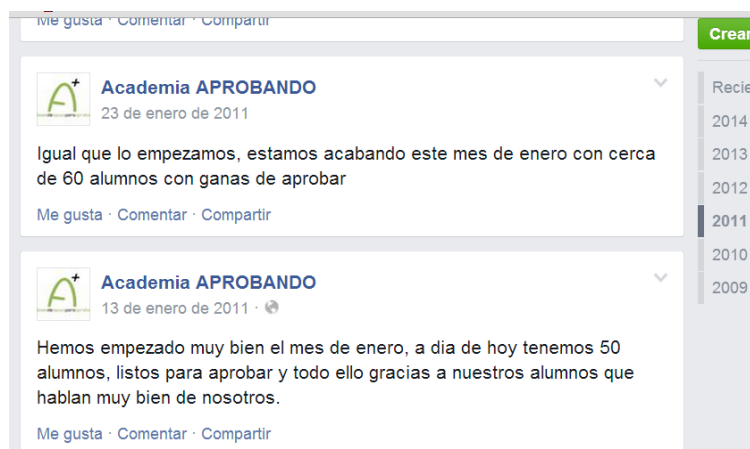 Me gusta · Comentar · Compartir
Crear
Academia APROBANDO
23 de enero de 2011
Igual que lo empezamos, estamos acabando este mes de enero con cerca
de 60 alumnos con ganas de aprobar
Me gusta · Comentar · Compartir
Academia APROBANDO
13 de enero de 2011 ·
Hemos empezado muy bien el mes de enero, a dia de hoy tenemos 50
alumnos, listos para aprobar y todo ello gracias a nuestros alumnos que
hablan muy bien de nosotros.
Me gusta · Comentar · Compartir
Recie
2014
2013
2012
2011
2010
2009
A+
A+